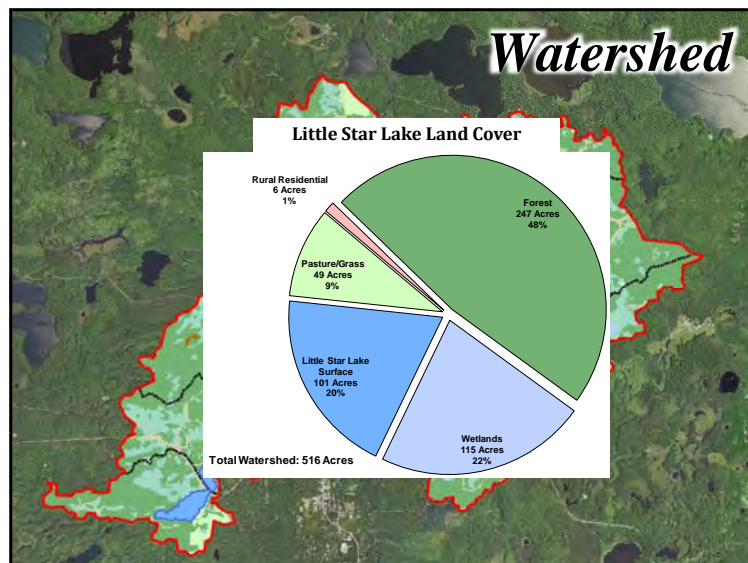 Watershed
Little Star Lake Land Cover
Rural Residential
6 Acres
1%
Forest
247 Acres
48%
Pasture/Grass
49 Acres
9%
Little Star Lake
Surface
101 Acres
20%
Wetlands
115 Acres
22%
Total Watershed: 516 Acres